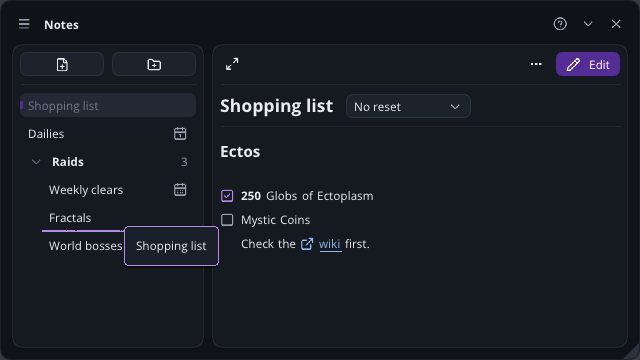 Notes
Edit
Shopping list
Shopping list
No reset
Dailies
Raids
3
Weekly clears
Fractals
World bosses
Shopping list
Ectos
250 Globs of Ectoplasm
Mystic Coins
Check the wiki first.